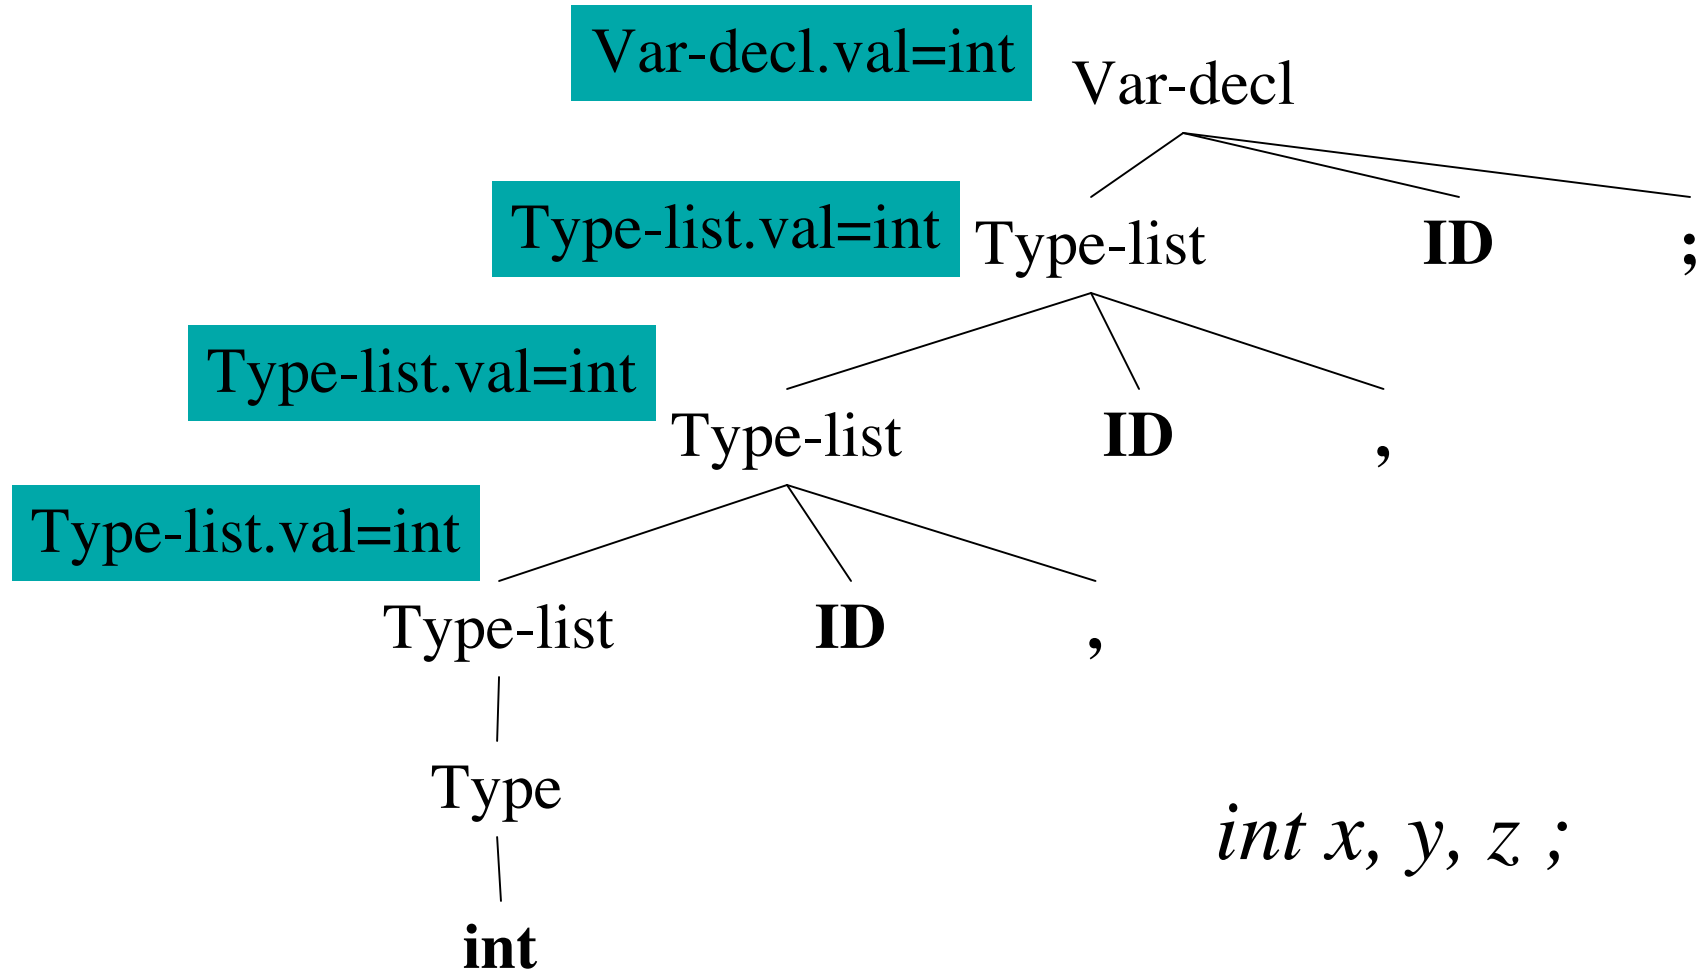 Var-decl.val=int Var-decl
Type-list.val=int Type-list ID ;
Type-list.val=int
Type-list ID ,
Type-list.val=int
Type-list ID ,
Type
int x, y, z ;
int